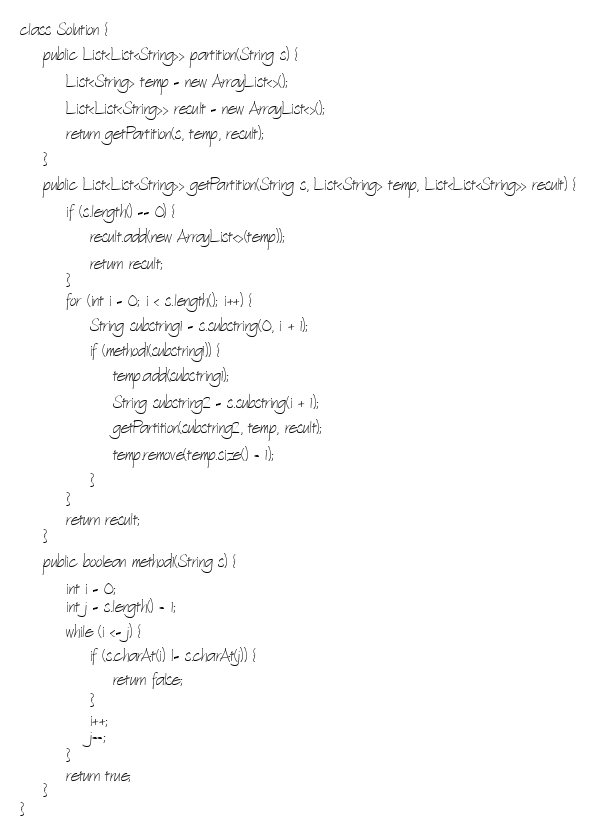 class Solution {
public List<List<String>> partition(String s) {
List<String> temp = new ArrayList<>();
List<List<String>> result = new ArrayList<>();
return getPartition(s, temp, result);
}
public List<List<String>> getPartition(String s, List<String> temp, List<List<String>> result) {
if (s.length() == 0) {
result.add(new ArrayList<>(temp));
return result;
}
for (int i = 0; i < s.length(); i++) {
String substring1 = s.substring(0, i + 1);
if (method1(substring1)) {
temp.add(substring1);
String substring2 = s.substring(i + 1);
getPartition(substring2, temp, result);
temp.remove(temp.size() - 1);
}
}
return result;
}
public boolean method1(String s) {
int i = 0;
int j = s.length() - 1;
while (i <= j) {
if (s.charAt(i) != s.charAt(j)) {
return false;
}
i++;
j--;
}
return true;
}
}